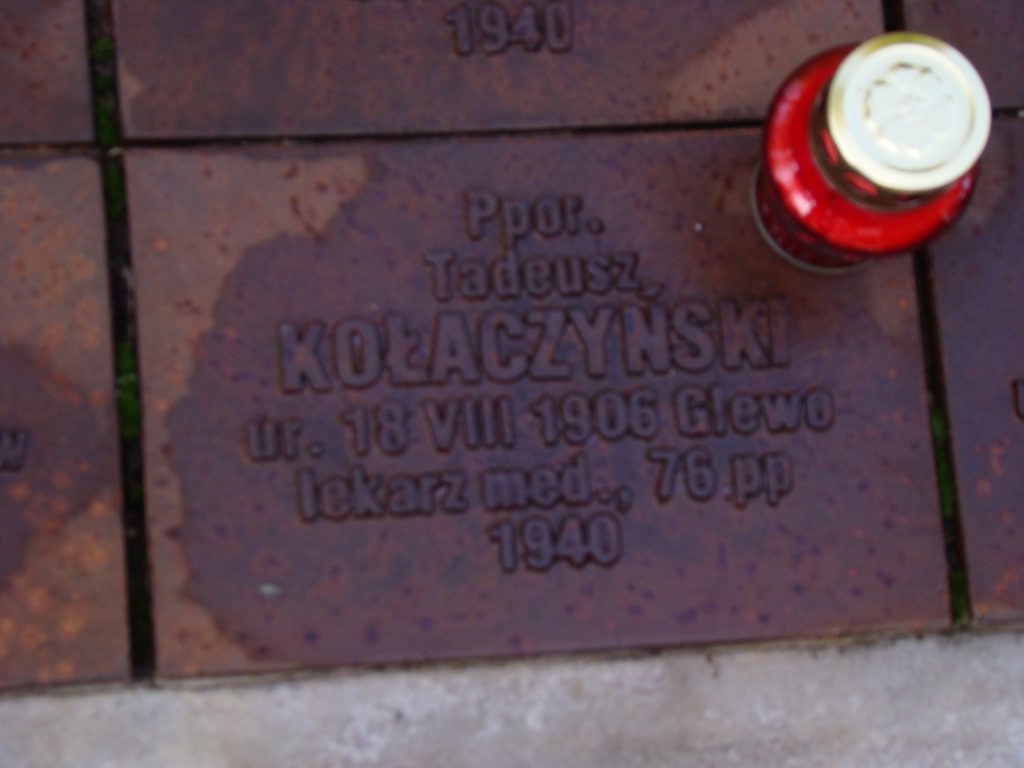 1940
Ppor.
Tadeusz,
KOŁACZYŃSKI
ur. 18 VIII 1906 Glewo
lekarz med., 76 pp
1940
w